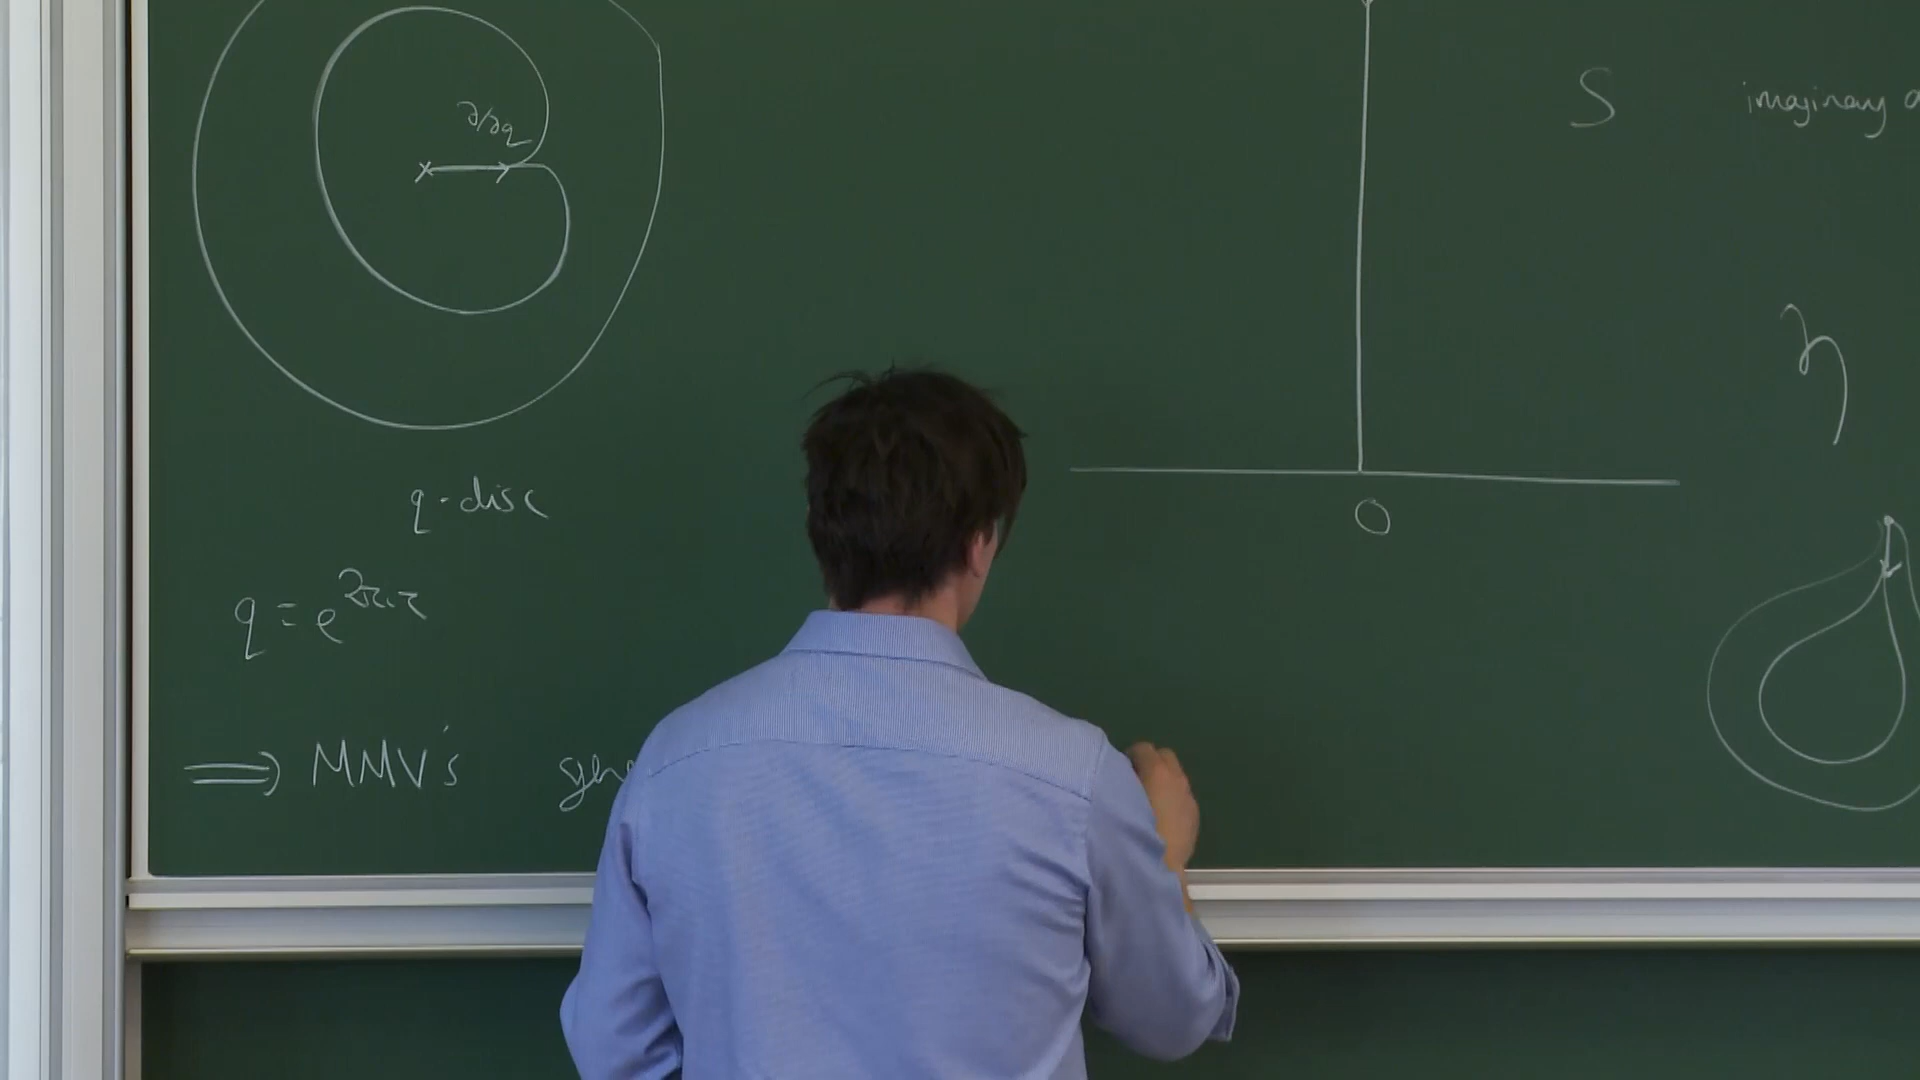 ∂/∂q
q-disc
q = e^{2πiτ}
⟹ MMV's
0
S imaginary
η